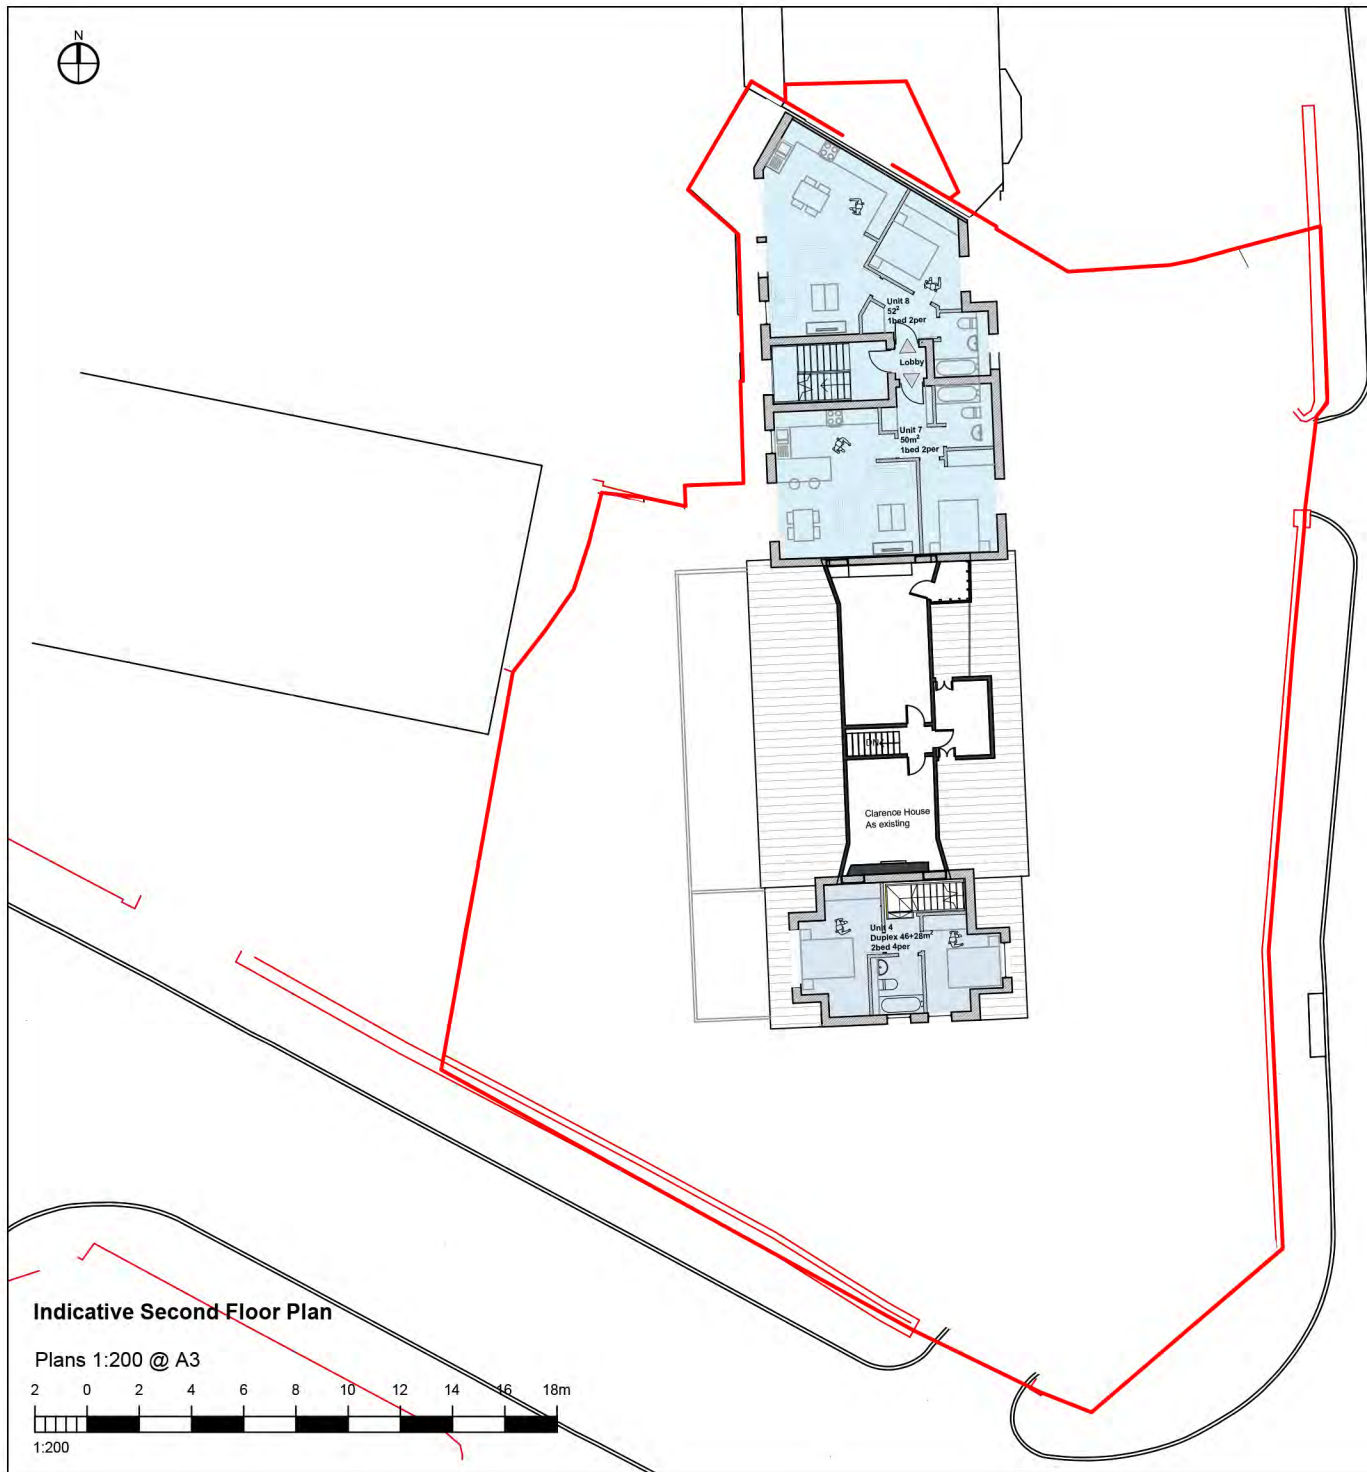 N
Unit 8
52²
1bed 2per
Lobby
Unit 7
50m²
1bed 2per
DN
Clarence House
As existing
Unit 4
Duplex 46+28m²
2bed 4per
Indicative Second Floor Plan
Plans 1:200 @ A3
2 0 2 4 6 8 10 12 14 16 18m
1:200